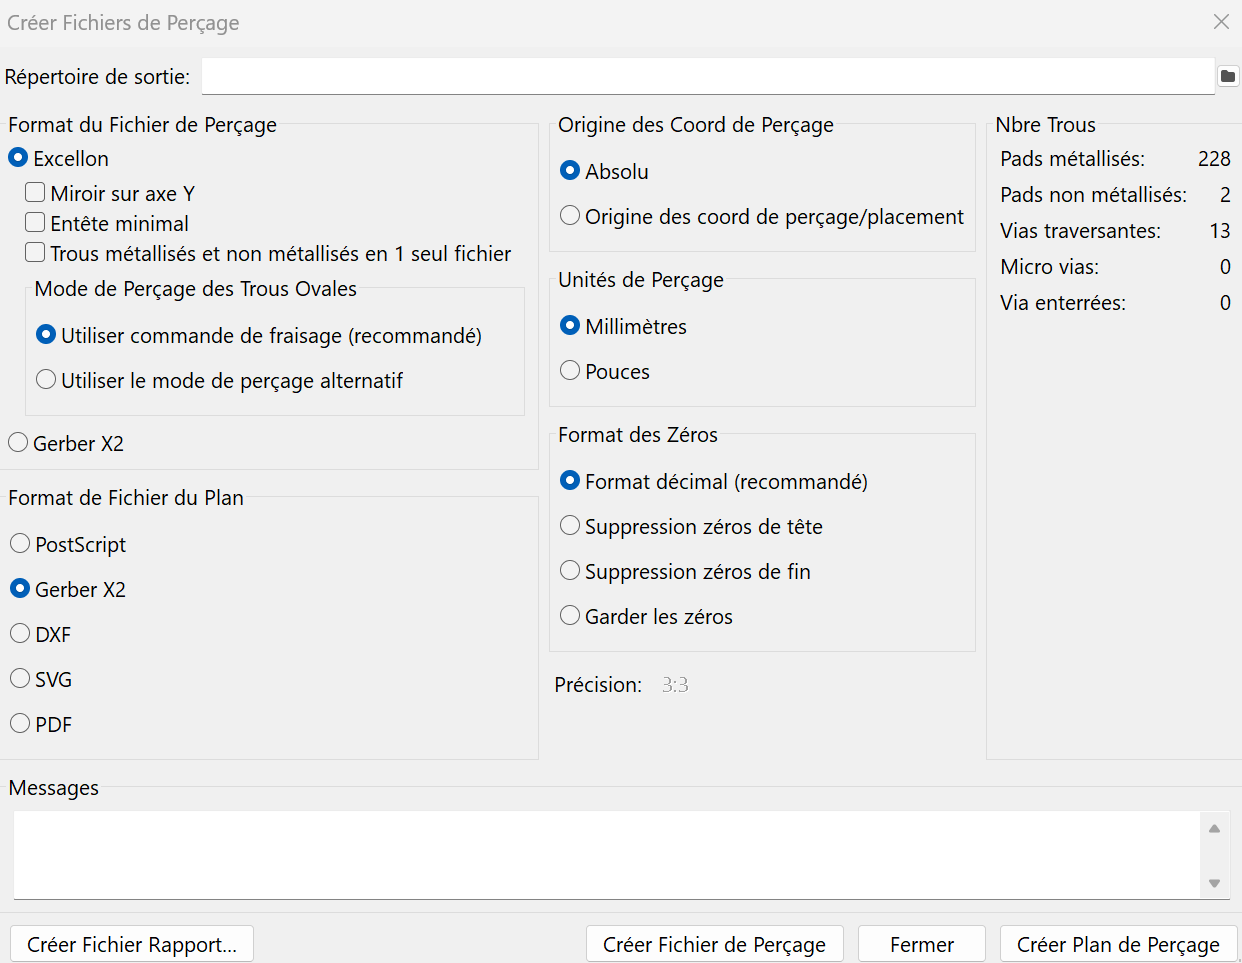 Créer Fichiers de Perçage
Répertoire de sortie:
Format du Fichier de Perçage
Excellon
Miroir sur axe Y
Entête minimal
Trous métallisés et non métallisés en 1 seul fichier
Mode de Perçage des Trous Ovales
Utiliser commande de fraisage (recommandé)
Utiliser le mode de perçage alternatif
Gerber X2
Format de Fichier du Plan
PostScript
Gerber X2
DXF
SVG
PDF
Origine des Coord de Perçage
Absolu
Origine des coord de perçage/placement
Unités de Perçage
Millimètres
Pouces
Format des Zéros
Format décimal (recommandé)
Suppression zéros de tête
Suppression zéros de fin
Garder les zéros
Précision: 3:3
Nbre Trous
Pads métallisés: 228
Pads non métallisés: 2
Vias traversantes: 13
Micro vias: 0
Via enterrées: 0
Messages
Créer Fichier Rapport...
Créer Fichier de Perçage
Fermer
Créer Plan de Perçage